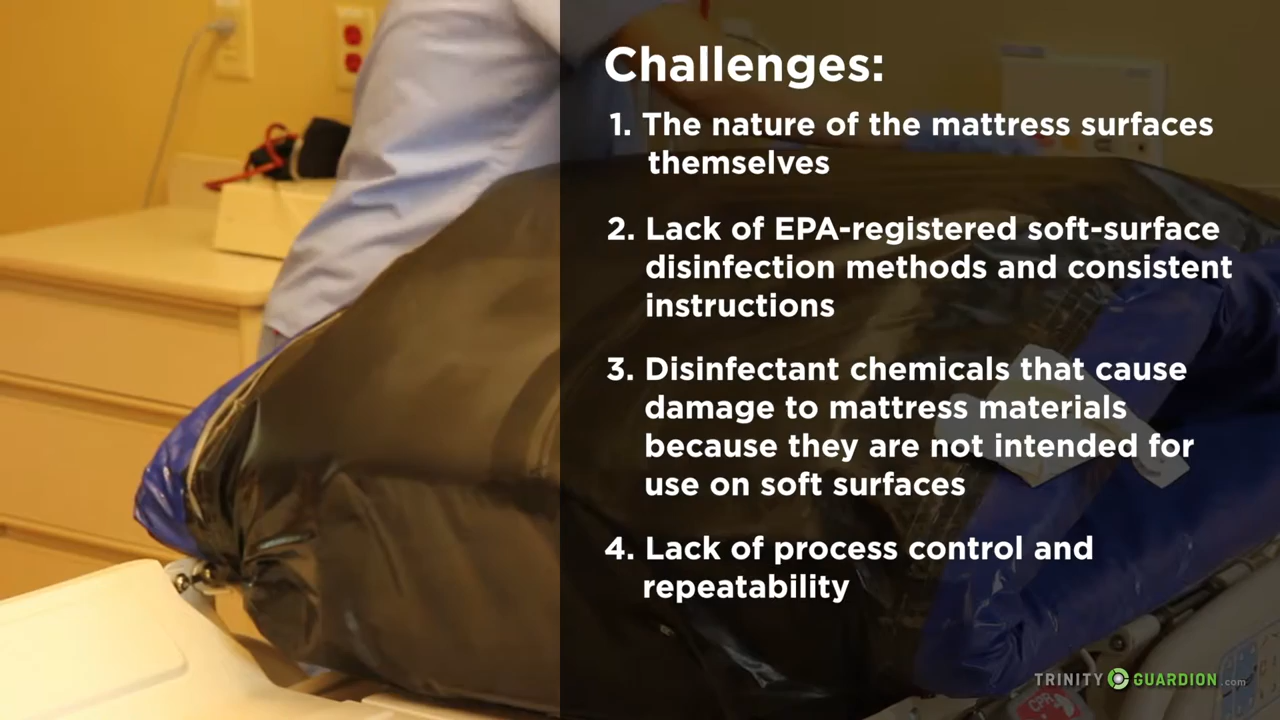 Challenges:
1. The nature of the mattress surfaces
themselves
2. Lack of EPA-registered soft-surface
disinfection methods and consistent
instructions
3. Disinfectant chemicals that cause
damage to mattress materials
because they are not intended for
use on soft surfaces
4. Lack of process control and
repeatability
TRINITY GUARDION.com
CPR